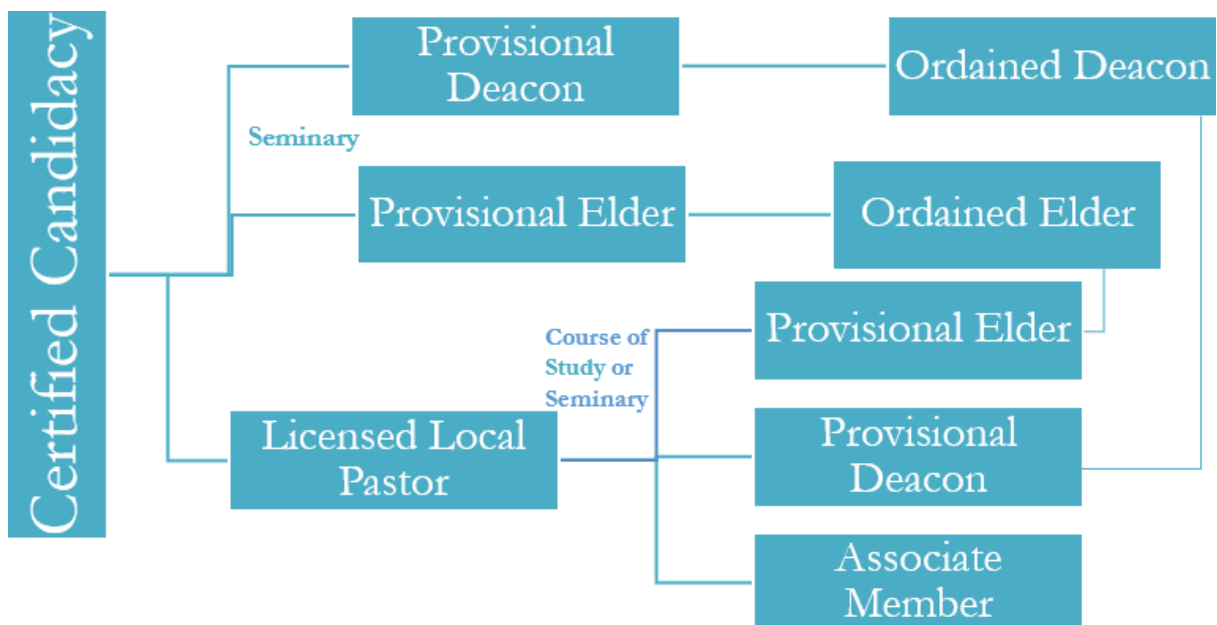 Certified Candidacy
Provisional
Deacon
Ordained Deacon
Seminary
Provisional Elder
Ordained Elder
Course of
Study or
Seminary
Provisional Elder
Licensed Local
Pastor
Provisional
Deacon
Associate
Member